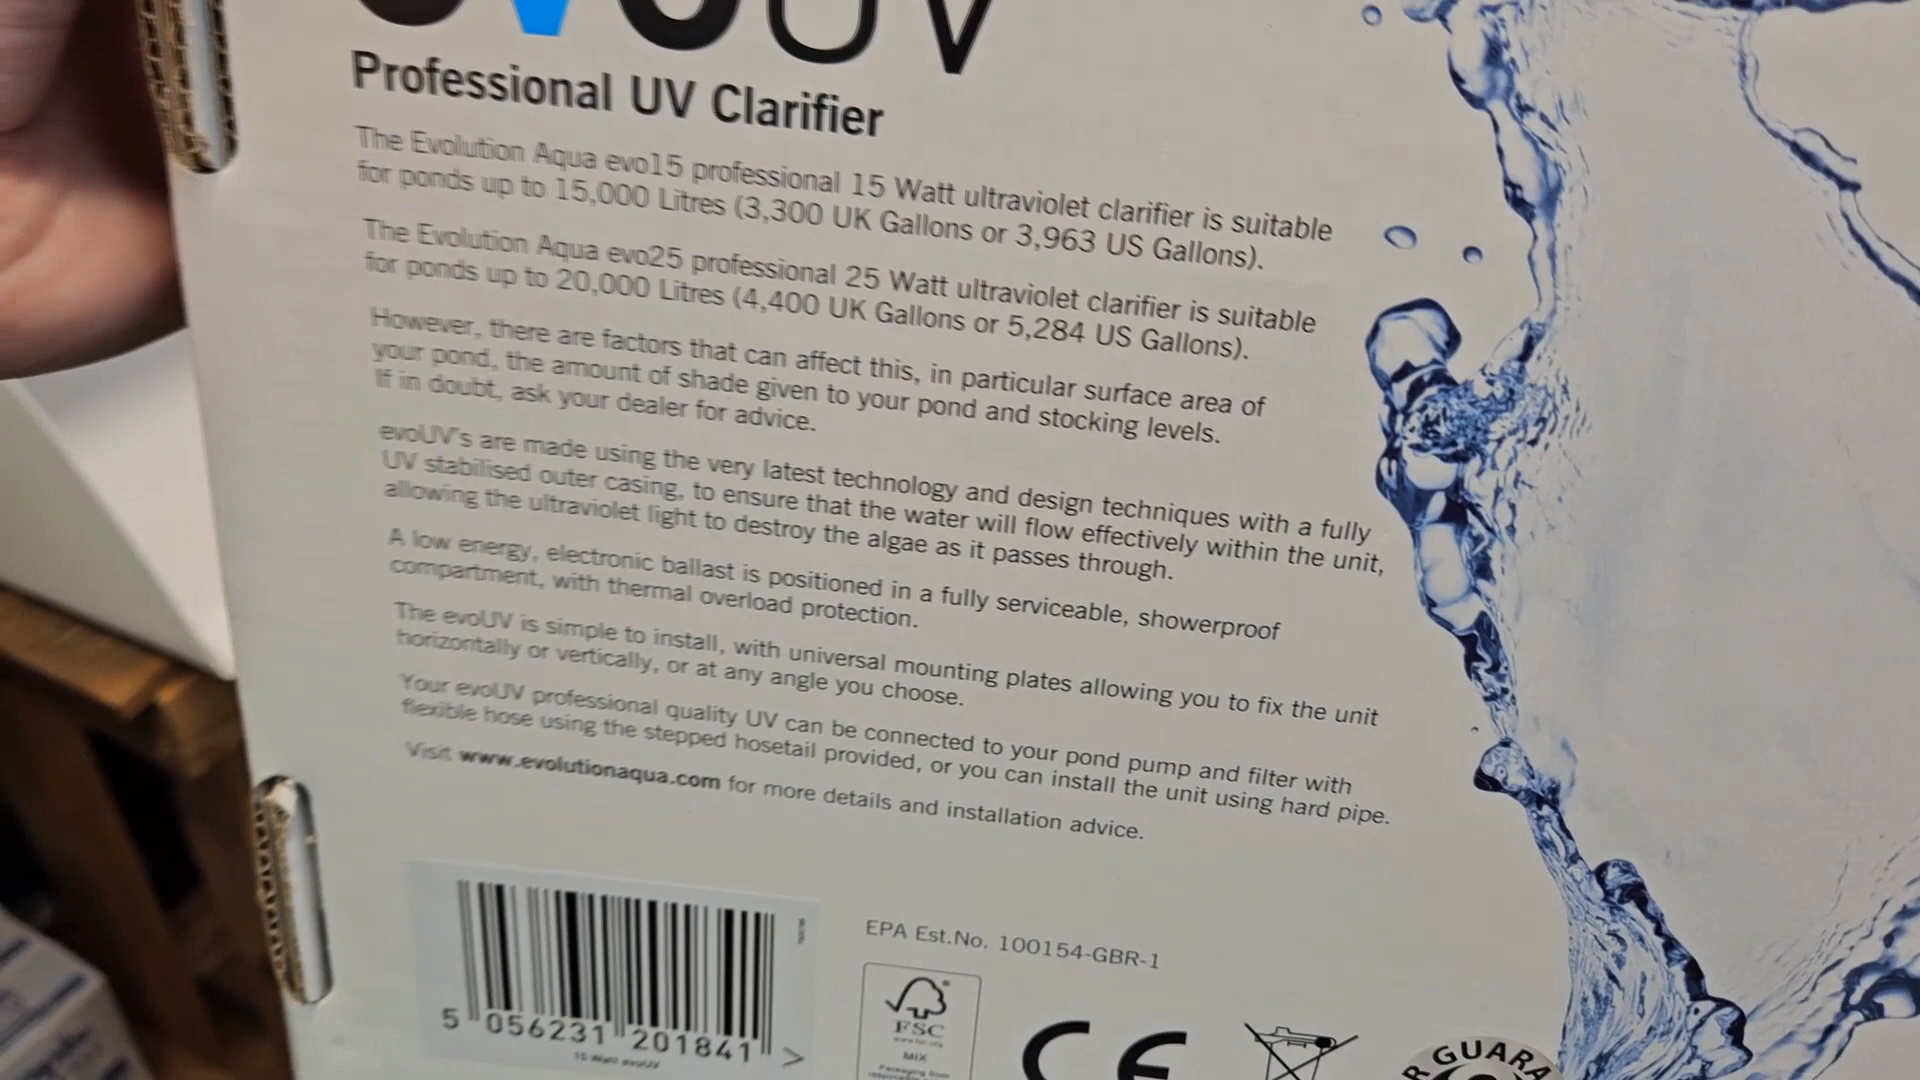 evoUV
Professional UV Clarifier
The Evolution Aqua evo15 professional 15 Watt ultraviolet clarifier is suitable
for ponds up to 15,000 Litres (3,300 UK Gallons or 3,963 US Gallons).
The Evolution Aqua evo25 professional 25 Watt ultraviolet clarifier is suitable
for ponds up to 20,000 Litres (4,400 UK Gallons or 5,284 US Gallons).
However, there are factors that can affect this, in particular surface area of
your pond, the amount of shade given to your pond and stocking levels.
If in doubt, ask your dealer for advice.
evoUV's are made using the very latest technology and design techniques with a fully
UV stabilised outer casing, to ensure that the water will flow effectively within the unit,
allowing the ultraviolet light to destroy the algae as it passes through.
A low energy, electronic ballast is positioned in a fully serviceable, showerproof
compartment, with thermal overload protection.
The evoUV is simple to install, with universal mounting plates allowing you to fix the unit
horizontally or vertically, or at any angle you choose.
Your evoUV professional quality UV can be connected to your pond pump and filter with
flexible hose using the stepped hosetail provided, or you can install the unit using hard pipe.
Visit www.evolutionaqua.com for more details and installation advice.
EPA Est.No. 100154-GBR-1
5 056231 201841 >
15 Watt evoUV
FSC
www.fsc.org
MIX
Packaging from
CE
R GUARA